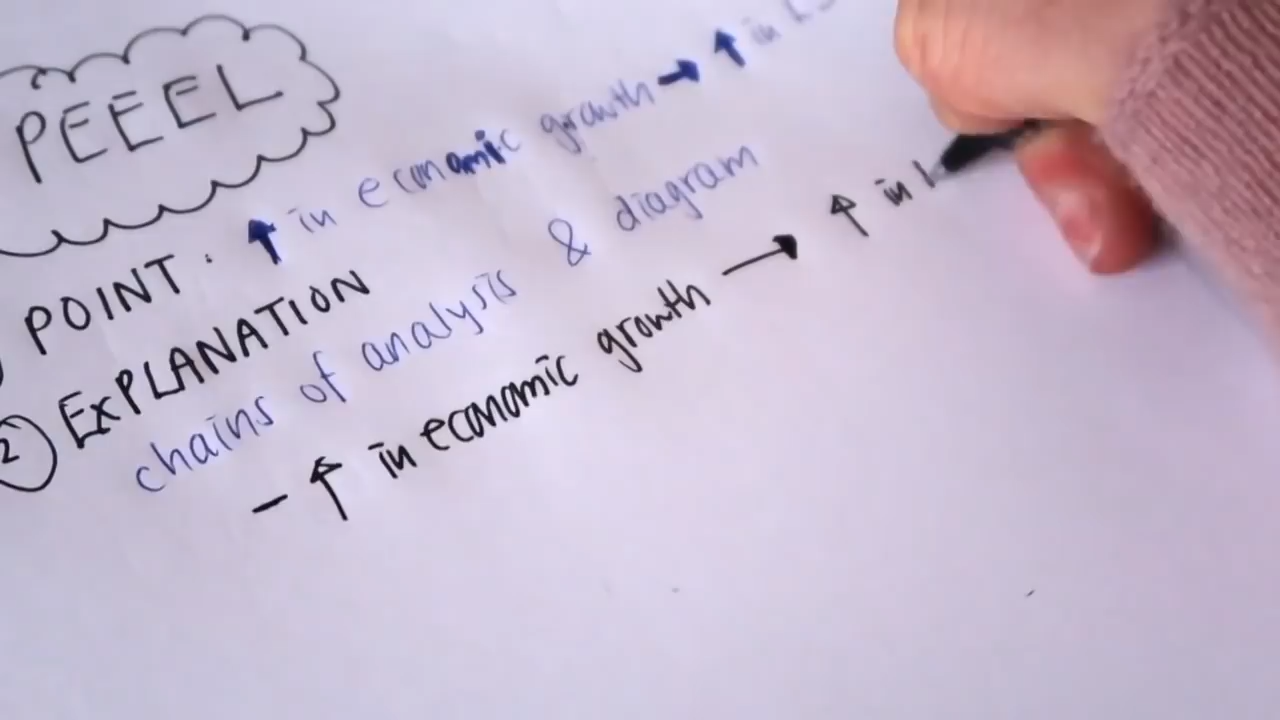 PEEEL
POINT: ↑ in economic growth → ↑ in
② EXPLANATION
chains of analysis & diagram
- ↑ in economic growth → ↑ in